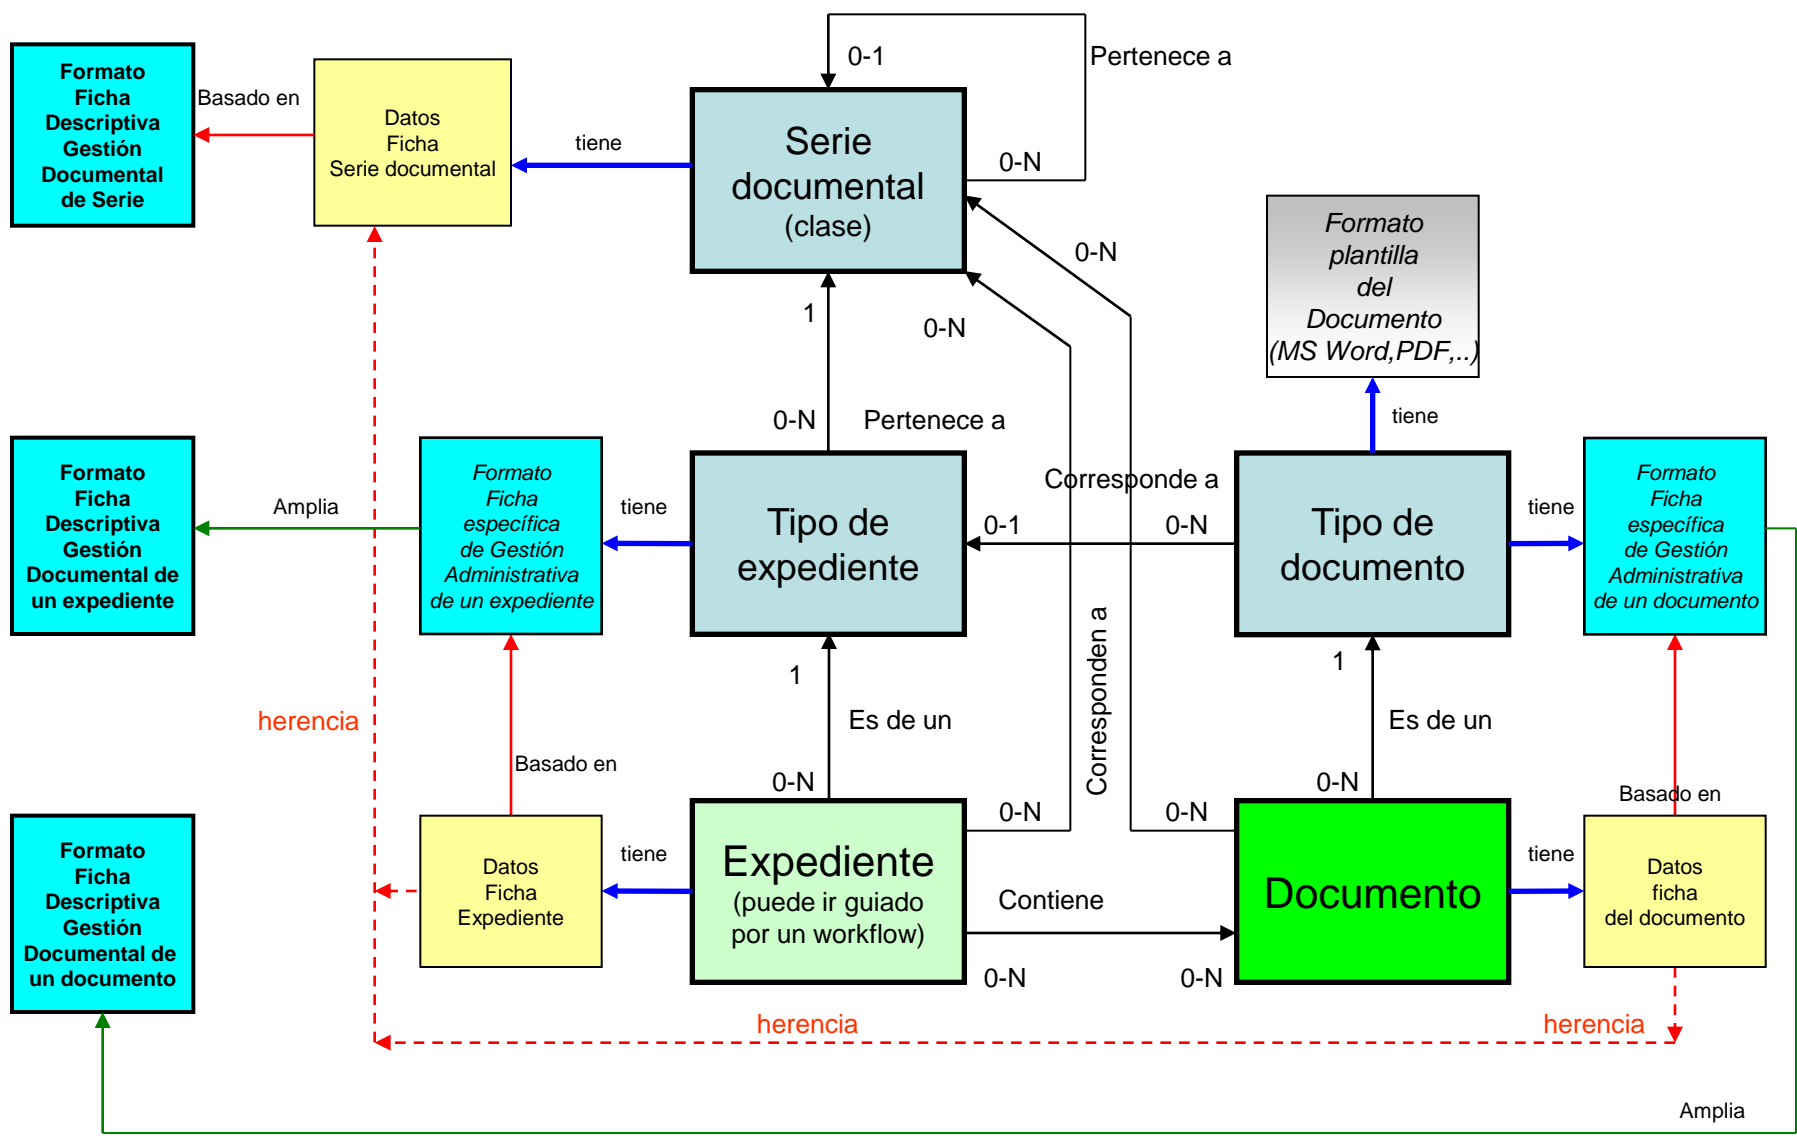 0-1
Pertenece a
Formato
Ficha
Descriptiva
Gestión
Documental
de Serie
Basado en
Datos
Ficha
Serie documental
tiene
Serie
documental
(clase)
0-N
0-N
Formato
plantilla
del
Documento
(MS Word,PDF,..)
1
0-N
0-N
Pertenece a
tiene
Formato
Ficha
Descriptiva
Gestión
Documental de
un expediente
Amplia
Formato
Ficha
específica
de Gestión
Administrativa
de un expediente
tiene
Tipo de
expediente
Corresponde a
0-1
0-N
Tipo de
documento
tiene
Formato
Ficha
específica
de Gestión
Administrativa
de un documento
1
Es de un
0-N
Corresponden a
1
Es de un
0-N
herencia
Basado en
Basado en
Formato
Ficha
Descriptiva
Gestión
Documental de
un documento
Datos
Ficha
Expediente
tiene
Expediente
(puede ir guiado
por un workflow)
0-N
0-N
Contiene
0-N
0-N
Documento
tiene
Datos
ficha
del documento
herencia
herencia
Amplia